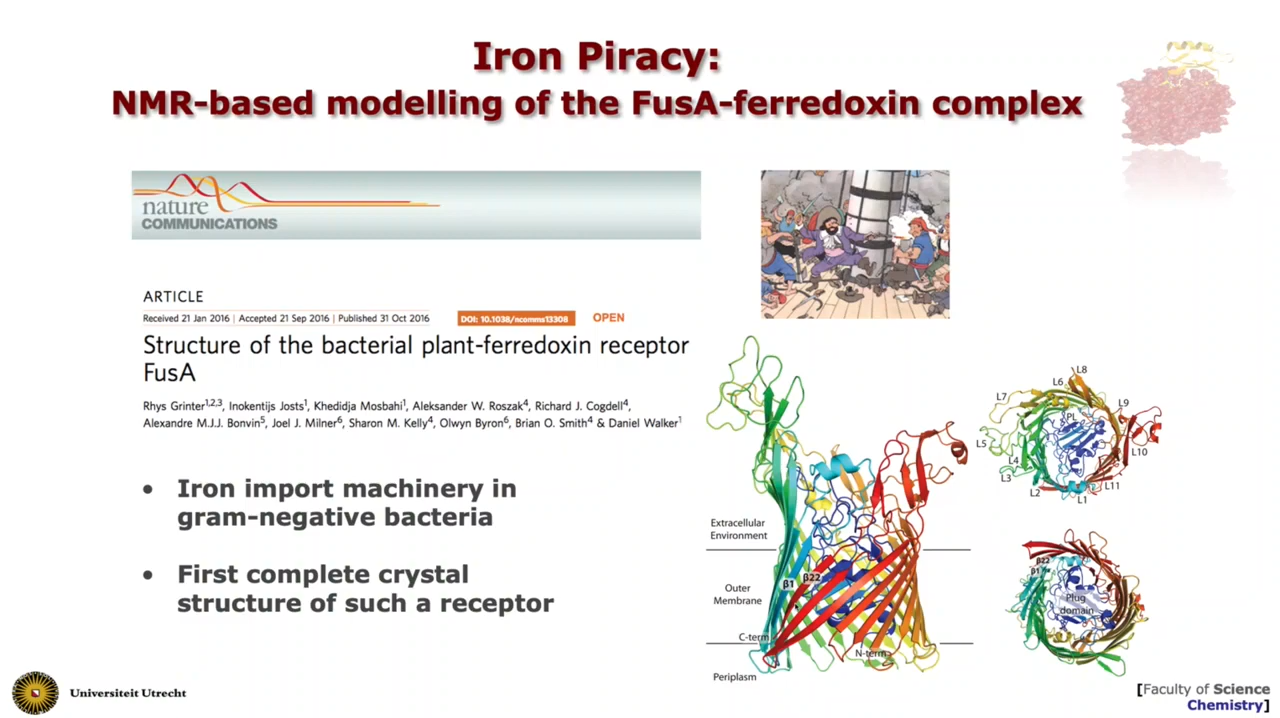 Iron Piracy:
NMR-based modelling of the FusA-ferredoxin complex
nature
COMMUNICATIONS
ARTICLE
Received 21 Jan 2016 | Accepted 21 Sep 2016 | Published 31 Oct 2016
DOI: 10.1038/ncomms13308
OPEN
Structure of the bacterial plant-ferredoxin receptor
FusA
Rhys Grinter1,2,3, Inokentijs Josts1, Khedidja Mosbahi1, Aleksander W. Roszak4, Richard J. Cogdell4,
Alexandre M.J.J. Bonvin5, Joel J. Milner6, Sharon M. Kelly4, Olwyn Byron6, Brian O. Smith4 & Daniel Walker1
• Iron import machinery in
gram-negative bacteria
• First complete crystal
structure of such a receptor
Extracellular
Environment
Outer
Membrane
β1
β22
C-term
N-term
Periplasm
L8
L6
L7
L9
PL
L5
L10
L4
L3
L2
L11
L1
β22
β1
Plug
domain
Universiteit Utrecht
[Faculty of Science
Chemistry]